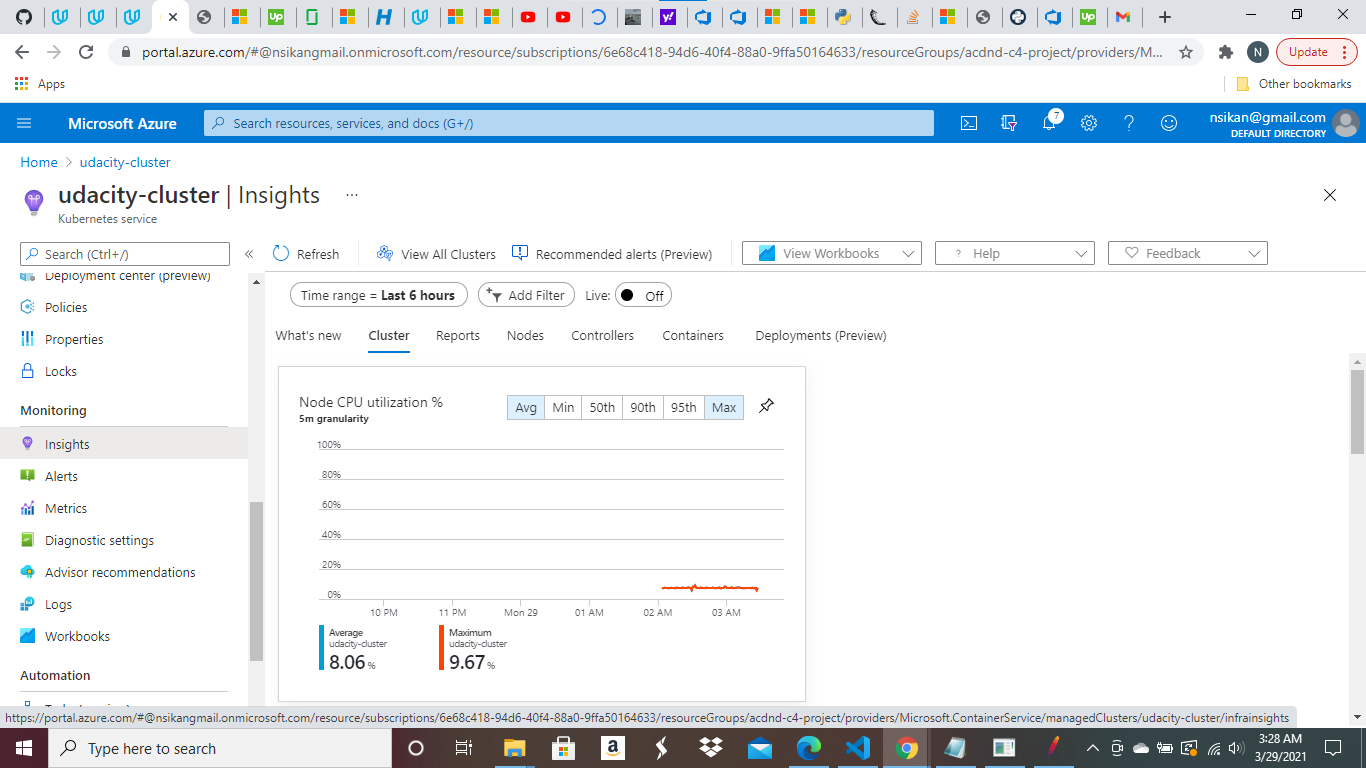 portal.azure.com/#@nsikangmail.onmicrosoft.com/resource/subscriptions/6e68c418-94d6-40f4-88a0-9ffa50164633/resourceGroups/acdnd-c4-project/providers/M...
N
Update
Apps
Other bookmarks
Microsoft Azure
Search resources, services, and docs (G+/)
7
nsikan@gmail.com
DEFAULT DIRECTORY
Home > udacity-cluster
udacity-cluster | Insights ...
Kubernetes service
Search (Ctrl+/)
«
Refresh
View All Clusters
Recommended alerts (Preview)
View Workbooks
? Help
Feedback
Deployment center (preview)
Policies
Properties
Locks
Monitoring
Insights
Alerts
Metrics
Diagnostic settings
Advisor recommendations
Logs
Workbooks
Automation
Time range = Last 6 hours
Add Filter
Live: Off
What's new Cluster Reports Nodes Controllers Containers Deployments (Preview)
Node CPU utilization %
5m granularity
Avg Min 50th 90th 95th Max
100%
80%
60%
40%
20%
0%
10 PM 11 PM Mon 29 01 AM 02 AM 03 AM
Average
udacity-cluster
8.06 %
Maximum
udacity-cluster
9.67 %
https://portal.azure.com/#@nsikangmail.onmicrosoft.com/resource/subscriptions/6e68c418-94d6-40f4-88a0-9ffa50164633/resourceGroups/acdnd-c4-project/providers/Microsoft.ContainerService/managedClusters/udacity-cluster/infrainsights
Type here to search
3:28 AM
3/29/2021